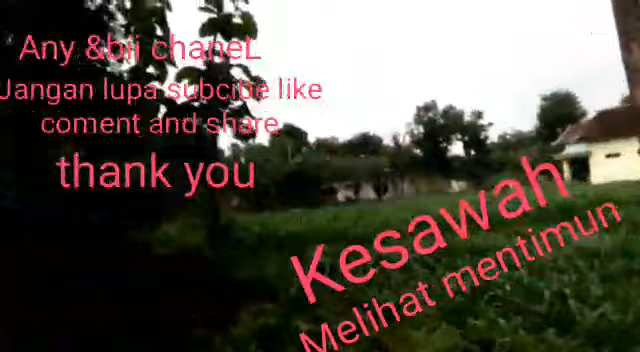 Any &bii chaneL
Jangan lupa subcribe like
coment and share
thank you
Kesawah
Melihat mentimun